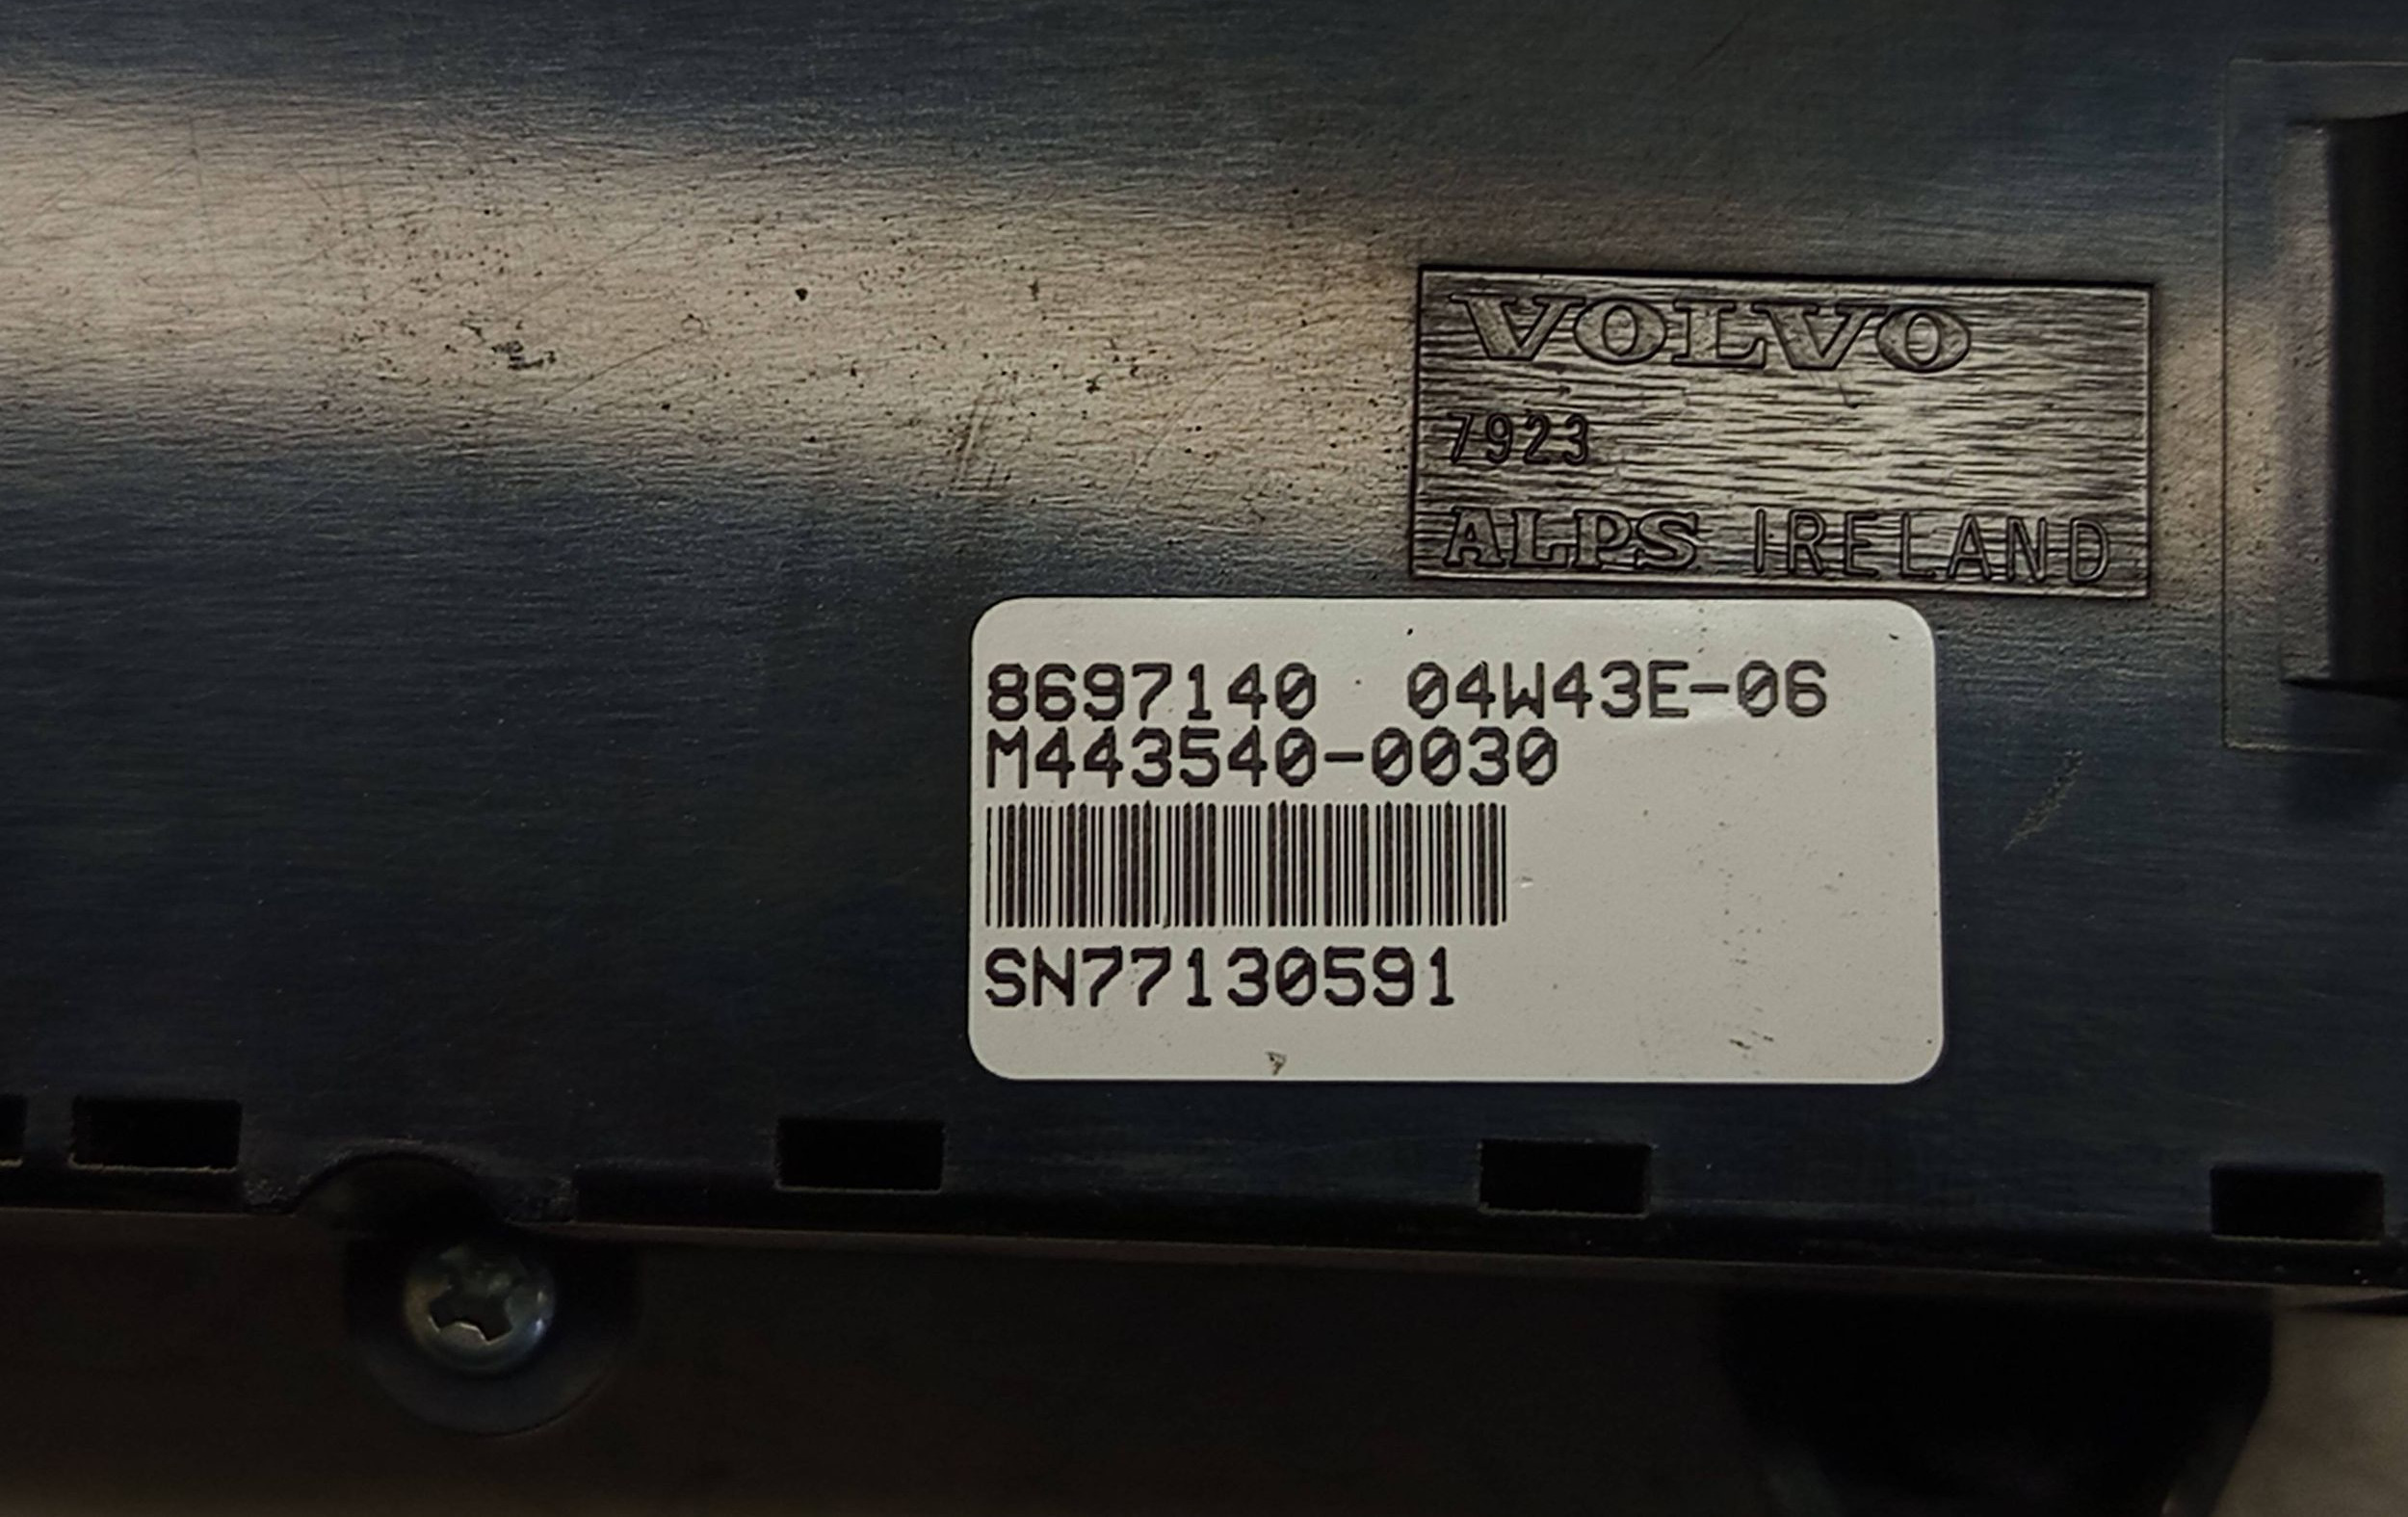 VOLVO
7923
ALPS IRELAND
8697140 04W43E-06
M443540-0030
SN77130591